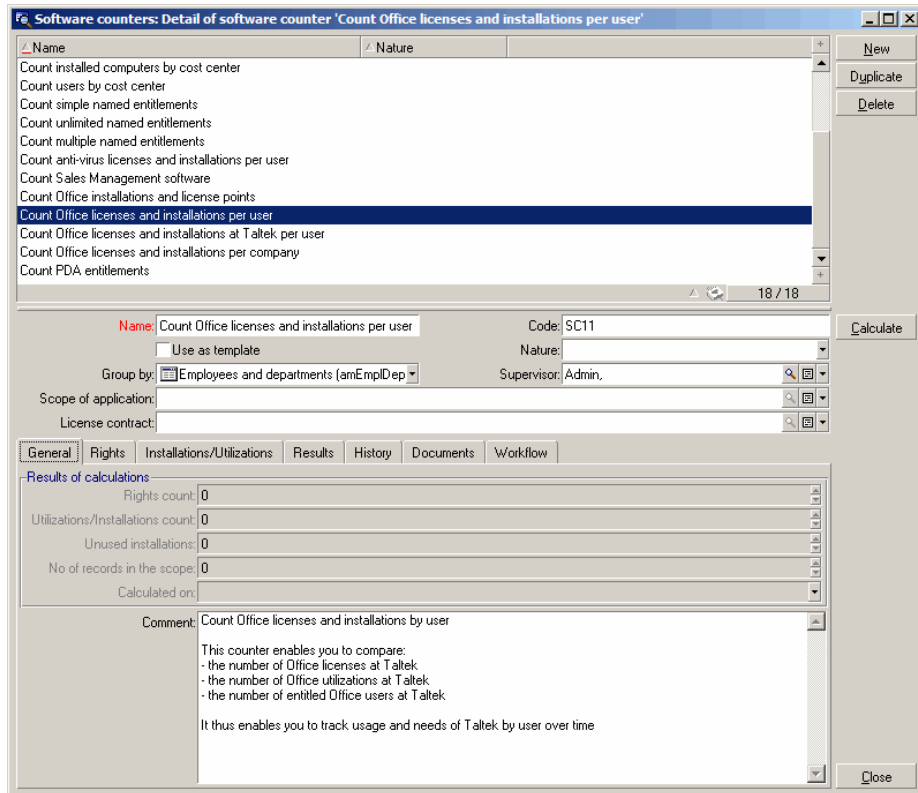 Software counters: Detail of software counter 'Count Office licenses and installations per user'
Name Nature
New
Count installed computers by cost center
Count users by cost center
Duplicate
Count simple named entitlements
Delete
Count unlimited named entitlements
Count multiple named entitlements
Count anti-virus licenses and installations per user
Count Sales Management software
Count Office installations and license points
Count Office licenses and installations per user
Count Office licenses and installations at Taltek per user
Count Office licenses and installations per company
Count PDA entitlements
18 / 18
Name: Count Office licenses and installations per user Code: SC11
Calculate
Use as template Nature:
Group by: Employees and departments (amEmplDep Supervisor: Admin,
Scope of application:
License contract:
General Rights Installations/Utilizations Results History Documents Workflow
Results of calculations
Rights count: 0
Utilizations/Installations count: 0
Unused installations: 0
No of records in the scope: 0
Calculated on:
Comment: Count Office licenses and installations by user
This counter enables you to compare:
- the number of Office licenses at Taltek
- the number of Office utilizations at Taltek
- the number of entitled Office users at Taltek
It thus enables you to track usage and needs of Taltek by user over time
Close